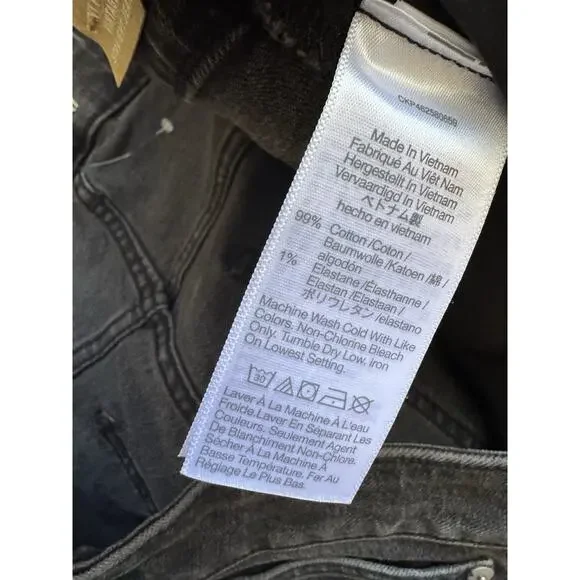 CKP462580659
Made In Vietnam
Fabriqué Au Viêt Nam
Hergestellt In Vietnam
Vervaardigd In Vietnam
ベトナム製
hecho en vietnam
99% Cotton /Coton /
Baumwolle /Katoen /綿/
algodón
1% Elastane /Élasthanne /
Elastan /Elastaan /
ポリウレタン /elastano
Machine Wash Cold With Like
Colors. Non-Chlorine Bleach
Only. Tumble Dry Low. Iron
On Lowest Setting.
30
Laver À La Machine À L'eau
Froide.Laver En Séparant Les
Couleurs. Seulement Agent
De Blanchiment Non-Chlore.
Sécher À La Machine À
Basse Température. Fer Au
Réglage Le Plus Bas.